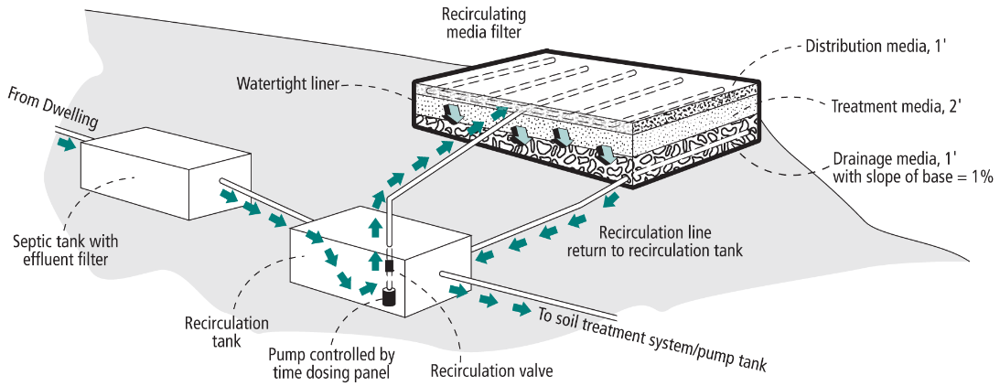 Recirculating
media filter
Distribution media, 1'
Watertight liner
From Dwelling
Treatment media, 2'
Drainage media, 1'
with slope of base = 1%
Septic tank with
effluent filter
Recirculation line
return to recirculation tank
Recirculation
tank
Pump controlled by
time dosing panel
Recirculation valve
To soil treatment system/pump tank